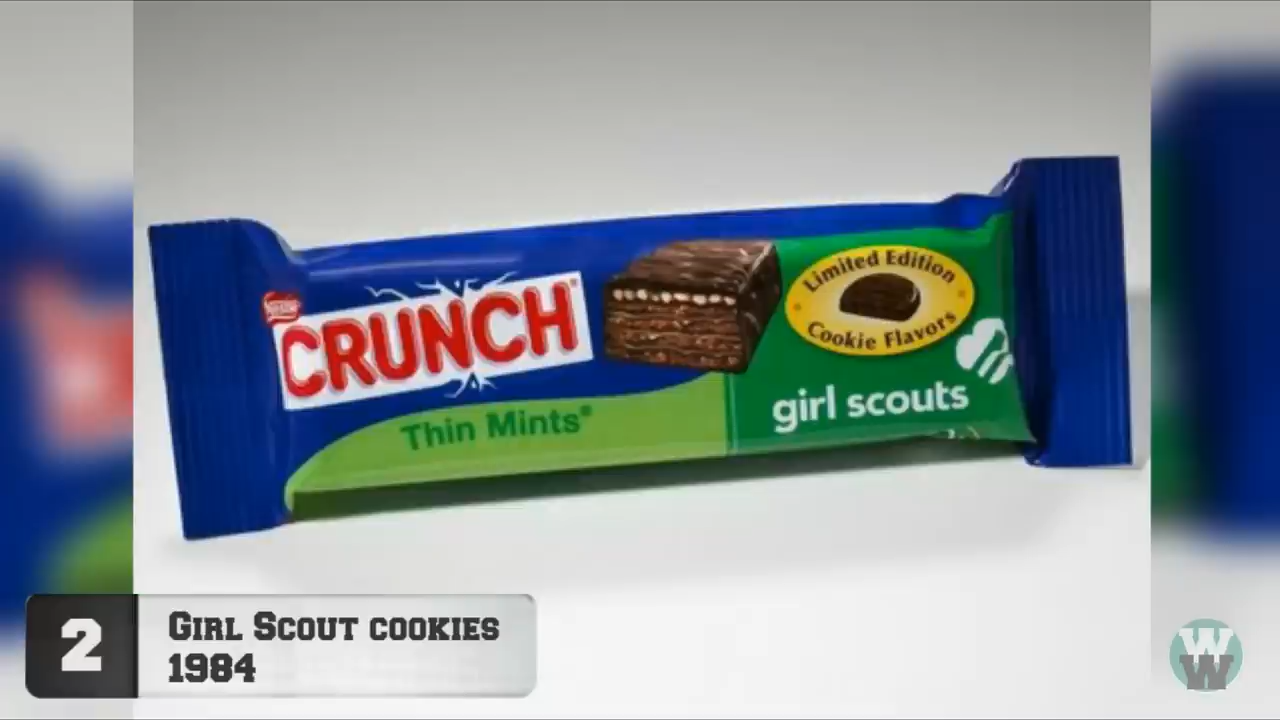 Nestlé
CRUNCH
Thin Mints®
Limited Edition
Cookie Flavors
girl scouts
2
GIRL SCOUT COOKIES
1984
W
W